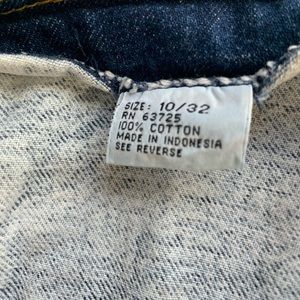 SIZE: 10/32
RN 63725
100% COTTON
MADE IN INDONESIA
SEE REVERSE